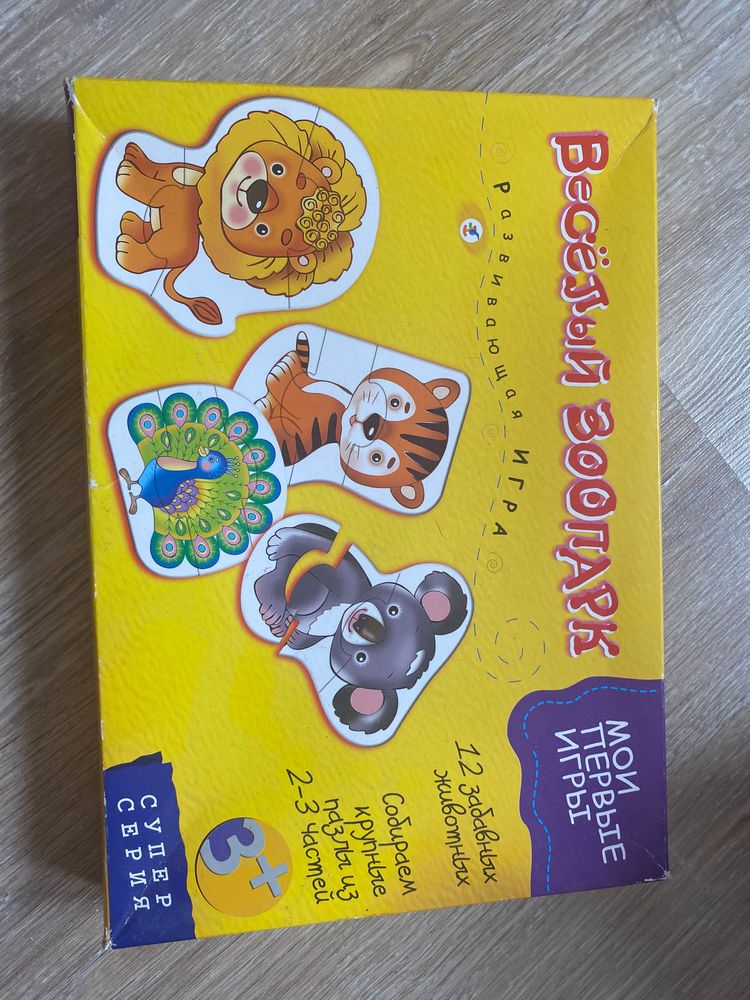 ВеСЁЛЫЙ ЗООПАРК
Развивающая игра
МОИ
ПЕРВЫЕ
ИГРЫ
12 забавных
животных
Собираем
крупные
пазлы из
2-3 частей
3+
СУПЕР
СЕРИЯ